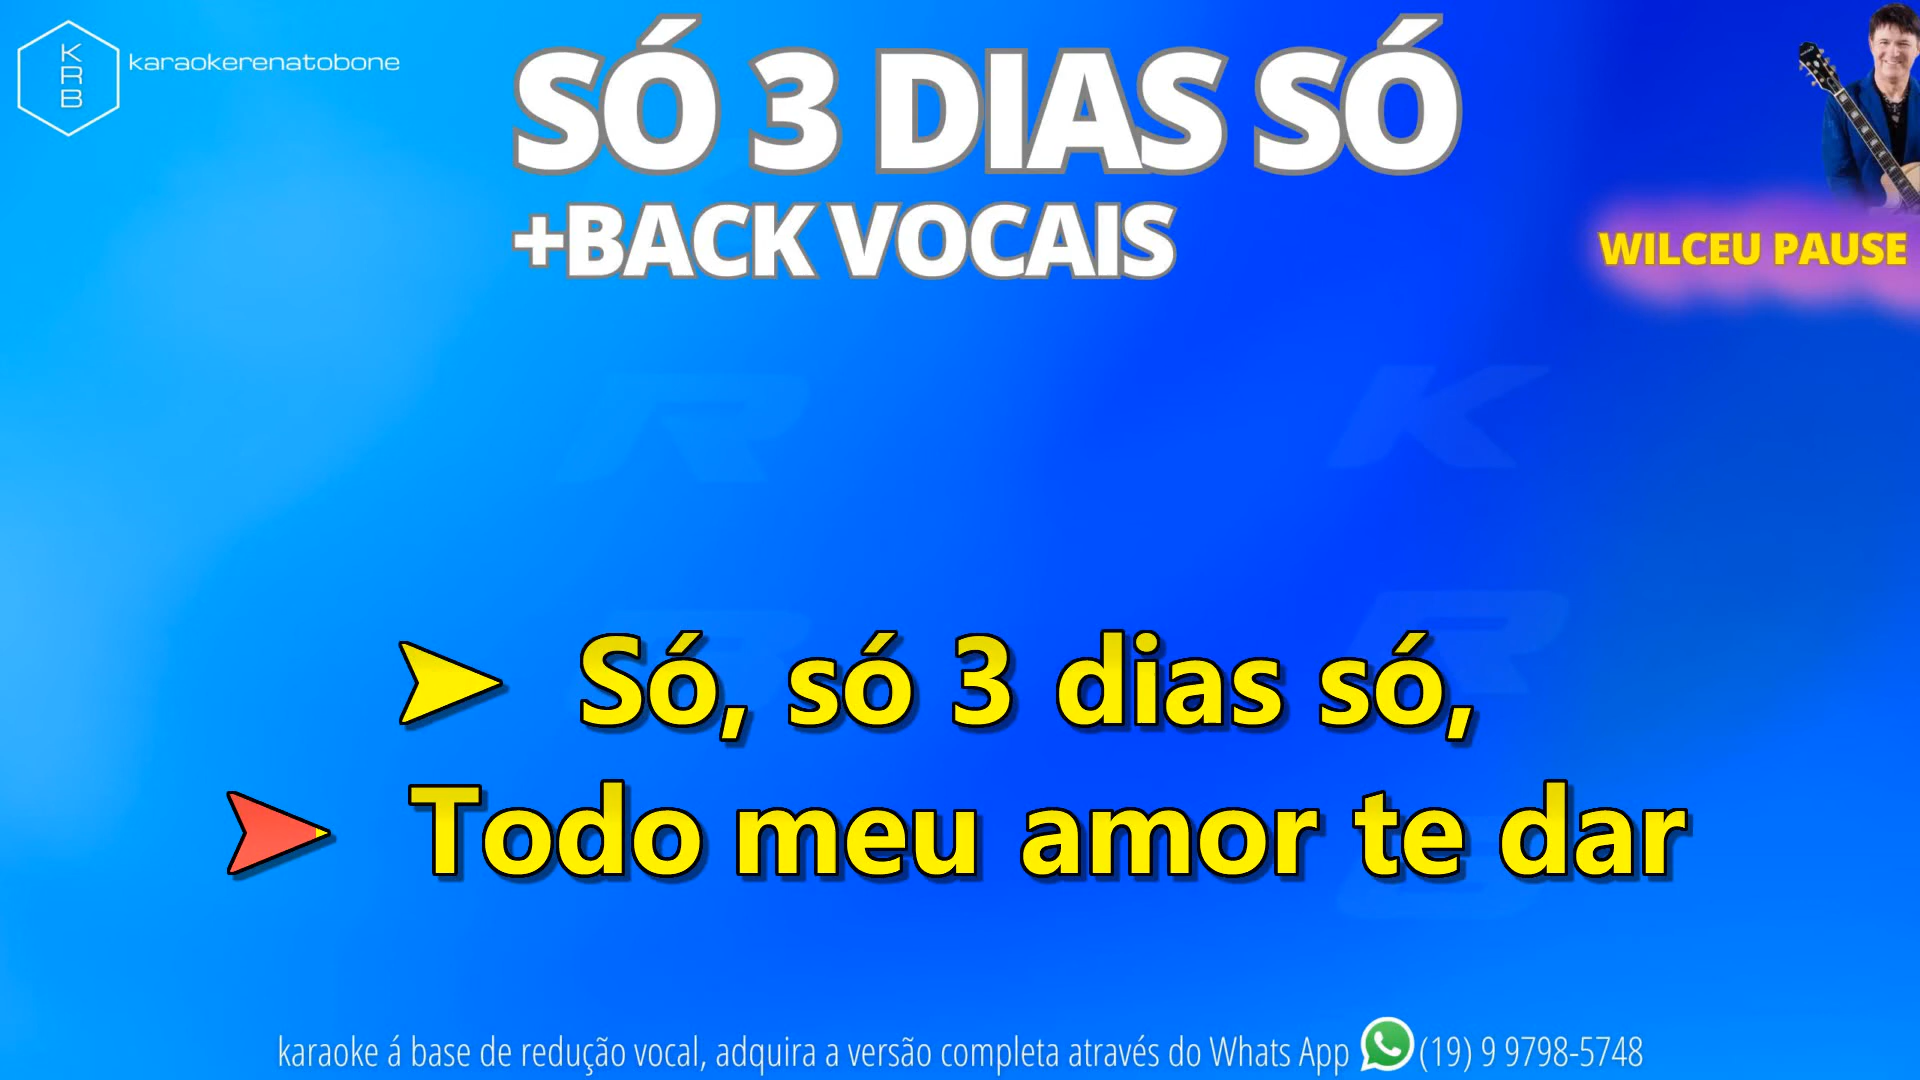 KRB
karaokerenatobone
SÓ 3 DIAS SÓ
+BACK VOCAIS
WILCEU PAUSE
R K
R R
B B
➤ Só, só 3 dias só,
➤ Todo meu amor te dar
karaoke á base de redução vocal, adquira a versão completa através do Whats App (19) 9 9798-5748